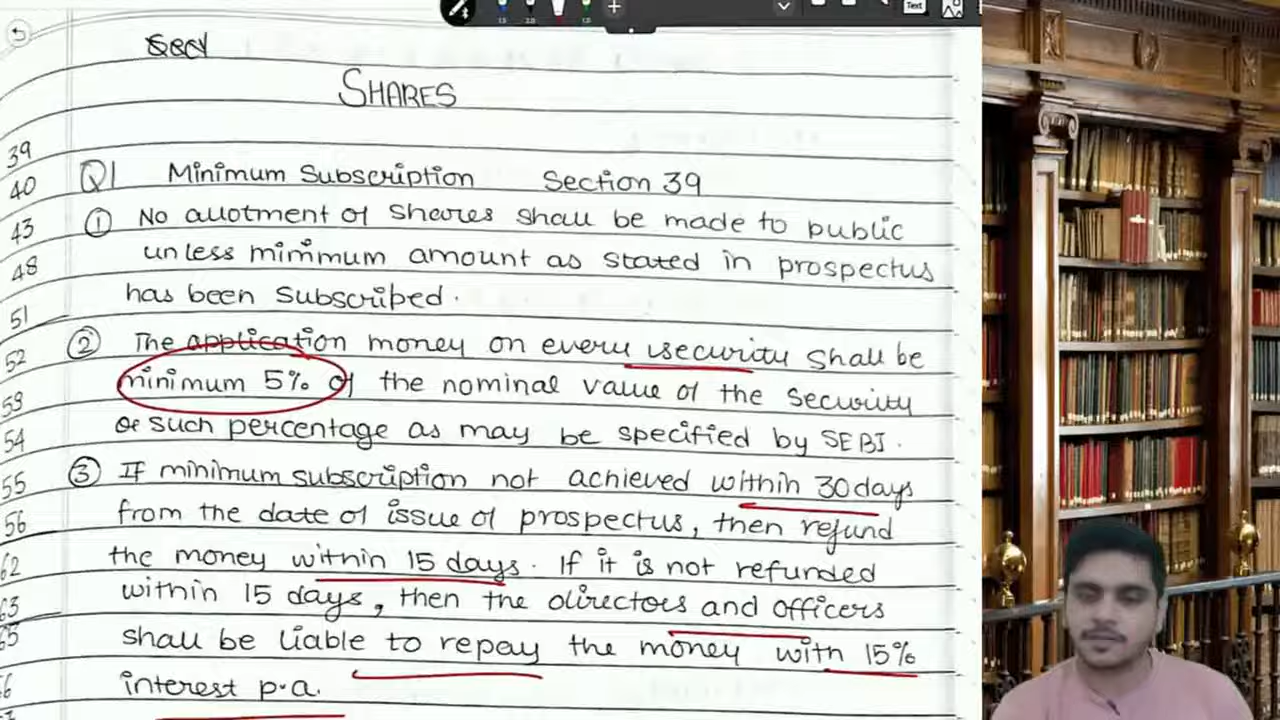 Text
SHARES
39
40 Q1 Minimum Subscription Section 39
43 ① No allotment of shares shall be made to public
48 unless minimum amount as stated in prospectus
51 has been subscribed.
52 ② The application money on every security shall be
53 minimum 5% of the nominal value of the security
54 or such percentage as may be specified by SEBI.
55 ③ If minimum subscription not achieved within 30 days
56 from the date of issue of prospectus, then refund
62 the money within 15 days. If it is not refunded
63 within 15 days, then the directors and officers
65 shall be liable to repay the money with 15%
interest p.a.